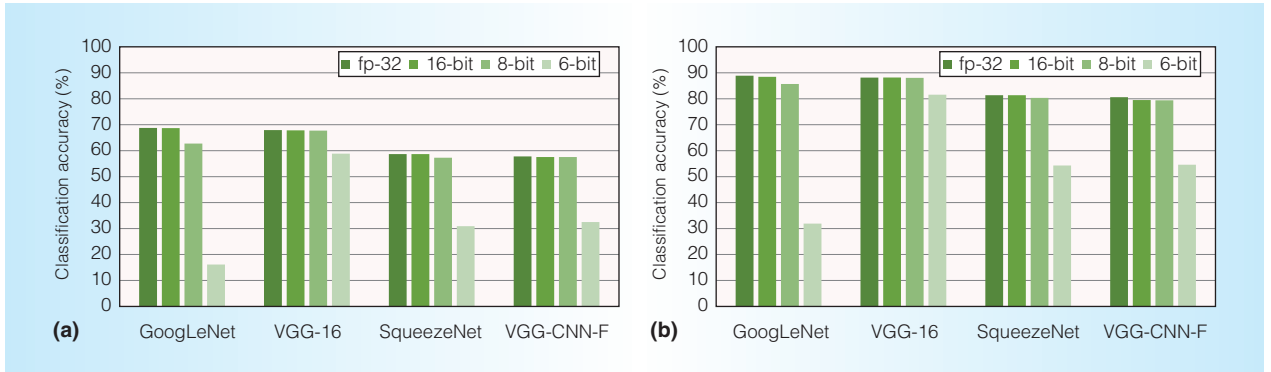 Classification accuracy (%)
100
90
80
70
60
50
40
30
20
10
0
fp-32 16-bit 8-bit 6-bit
GoogLeNet VGG-16 SqueezeNet VGG-CNN-F
(a)
Classification accuracy (%)
100
90
80
70
60
50
40
30
20
10
0
fp-32 16-bit 8-bit 6-bit
GoogLeNet VGG-16 SqueezeNet VGG-CNN-F
(b)